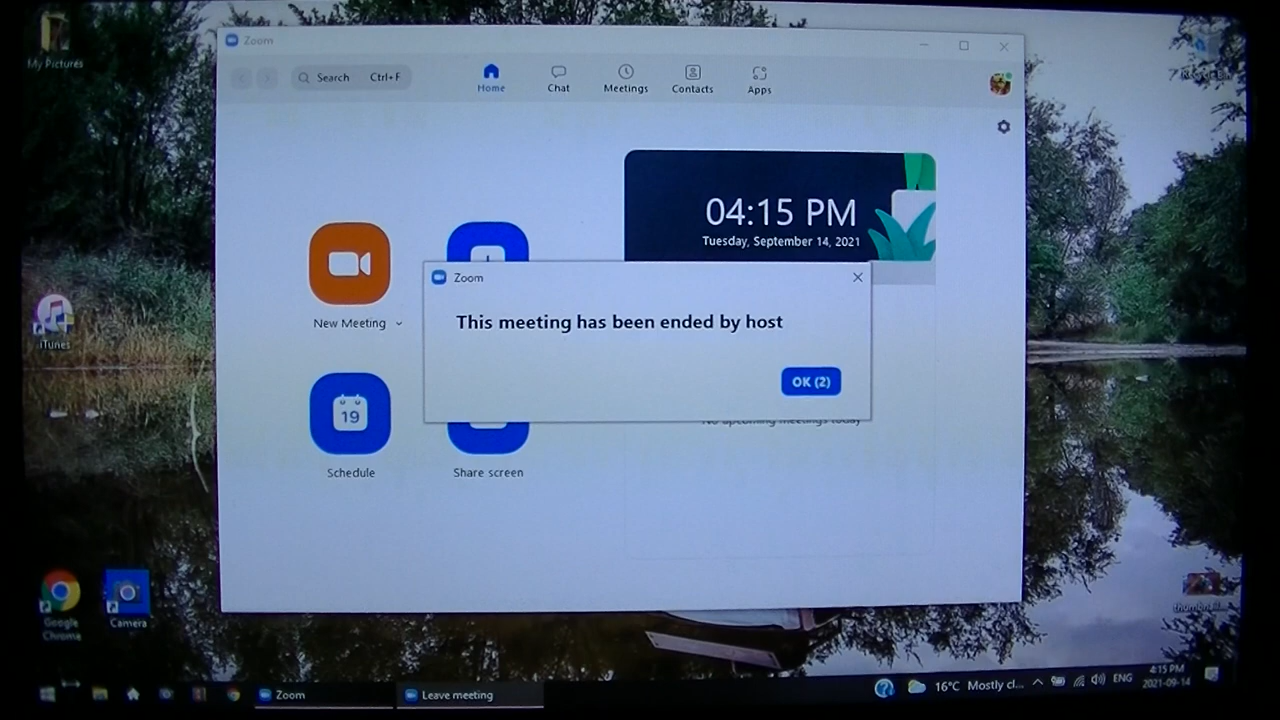 My Pictures
Zoom
Search Ctrl+F
Home
Chat
Meetings
Contacts
Apps
04:15 PM
Tuesday, September 14, 2021
New Meeting
Zoom
This meeting has been ended by host
OK (2)
No upcoming meetings today
19
Schedule
Share screen
iTunes
Google
Chrome
Camera
Zoom
Leave meeting
16°C Mostly cl...
ENG
4:15 PM
2021-09-14